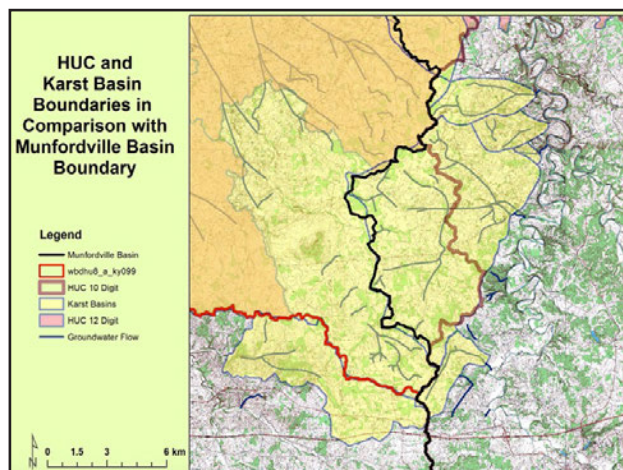 HUC and
Karst Basin
Boundaries in
Comparison with
Munfordville Basin
Boundary
Legend
Munfordville Basin
wbdhu8_a_ky099
HUC 10 Digit
Karst Basins
HUC 12 Digit
Groundwater Flow
N
0 1.5 3 6 km